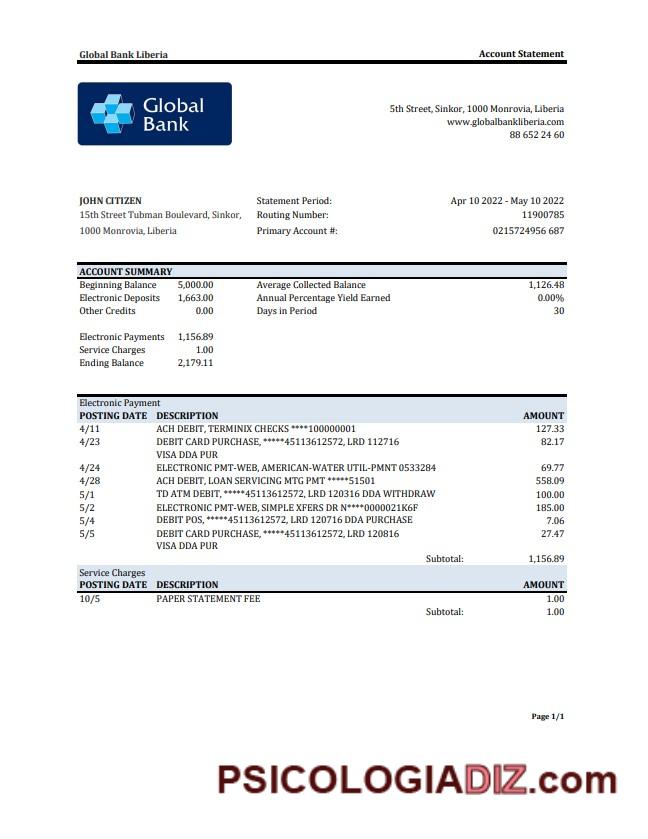 Global Bank Liberia Account Statement
Global
Bank
5th Street, Sinkor, 1000 Monrovia, Liberia
www.globalbankliberia.com
88 652 24 60
JOHN CITIZEN Statement Period: Apr 10 2022 - May 10 2022
15th Street Tubman Boulevard, Sinkor, Routing Number: 11900785
1000 Monrovia, Liberia Primary Account #: 0215724956 687
ACCOUNT SUMMARY
Beginning Balance 5,000.00 Average Collected Balance 1,126.48
Electronic Deposits 1,663.00 Annual Percentage Yield Earned 0.00%
Other Credits 0.00 Days in Period 30
Electronic Payments 1,156.89
Service Charges 1.00
Ending Balance 2,179.11
Electronic Payment
POSTING DATE DESCRIPTION AMOUNT
4/11 ACH DEBIT, TERMINIX CHECKS ****100000001 127.33
4/23 DEBIT CARD PURCHASE, *****45113612572, LRD 112716 82.17
VISA DDA PUR
4/24 ELECTRONIC PMT-WEB, AMERICAN-WATER UTIL-PMNT 0533284 69.77
4/28 ACH DEBIT, LOAN SERVICING MTG PMT *****51501 558.09
5/1 TD ATM DEBIT, *****45113612572, LRD 120316 DDA WITHDRAW 100.00
5/2 ELECTRONIC PMT-WEB, SIMPLE XFERS DR N****0000021K6F 185.00
5/4 DEBIT POS, *****45113612572, LRD 120716 DDA PURCHASE 7.06
5/5 DEBIT CARD PURCHASE, *****45113612572, LRD 120816 27.47
VISA DDA PUR
Subtotal: 1,156.89
Service Charges
POSTING DATE DESCRIPTION AMOUNT
10/5 PAPER STATEMENT FEE 1.00
Subtotal: 1.00
Page 1/1
PSICOLOGIADIZ.com